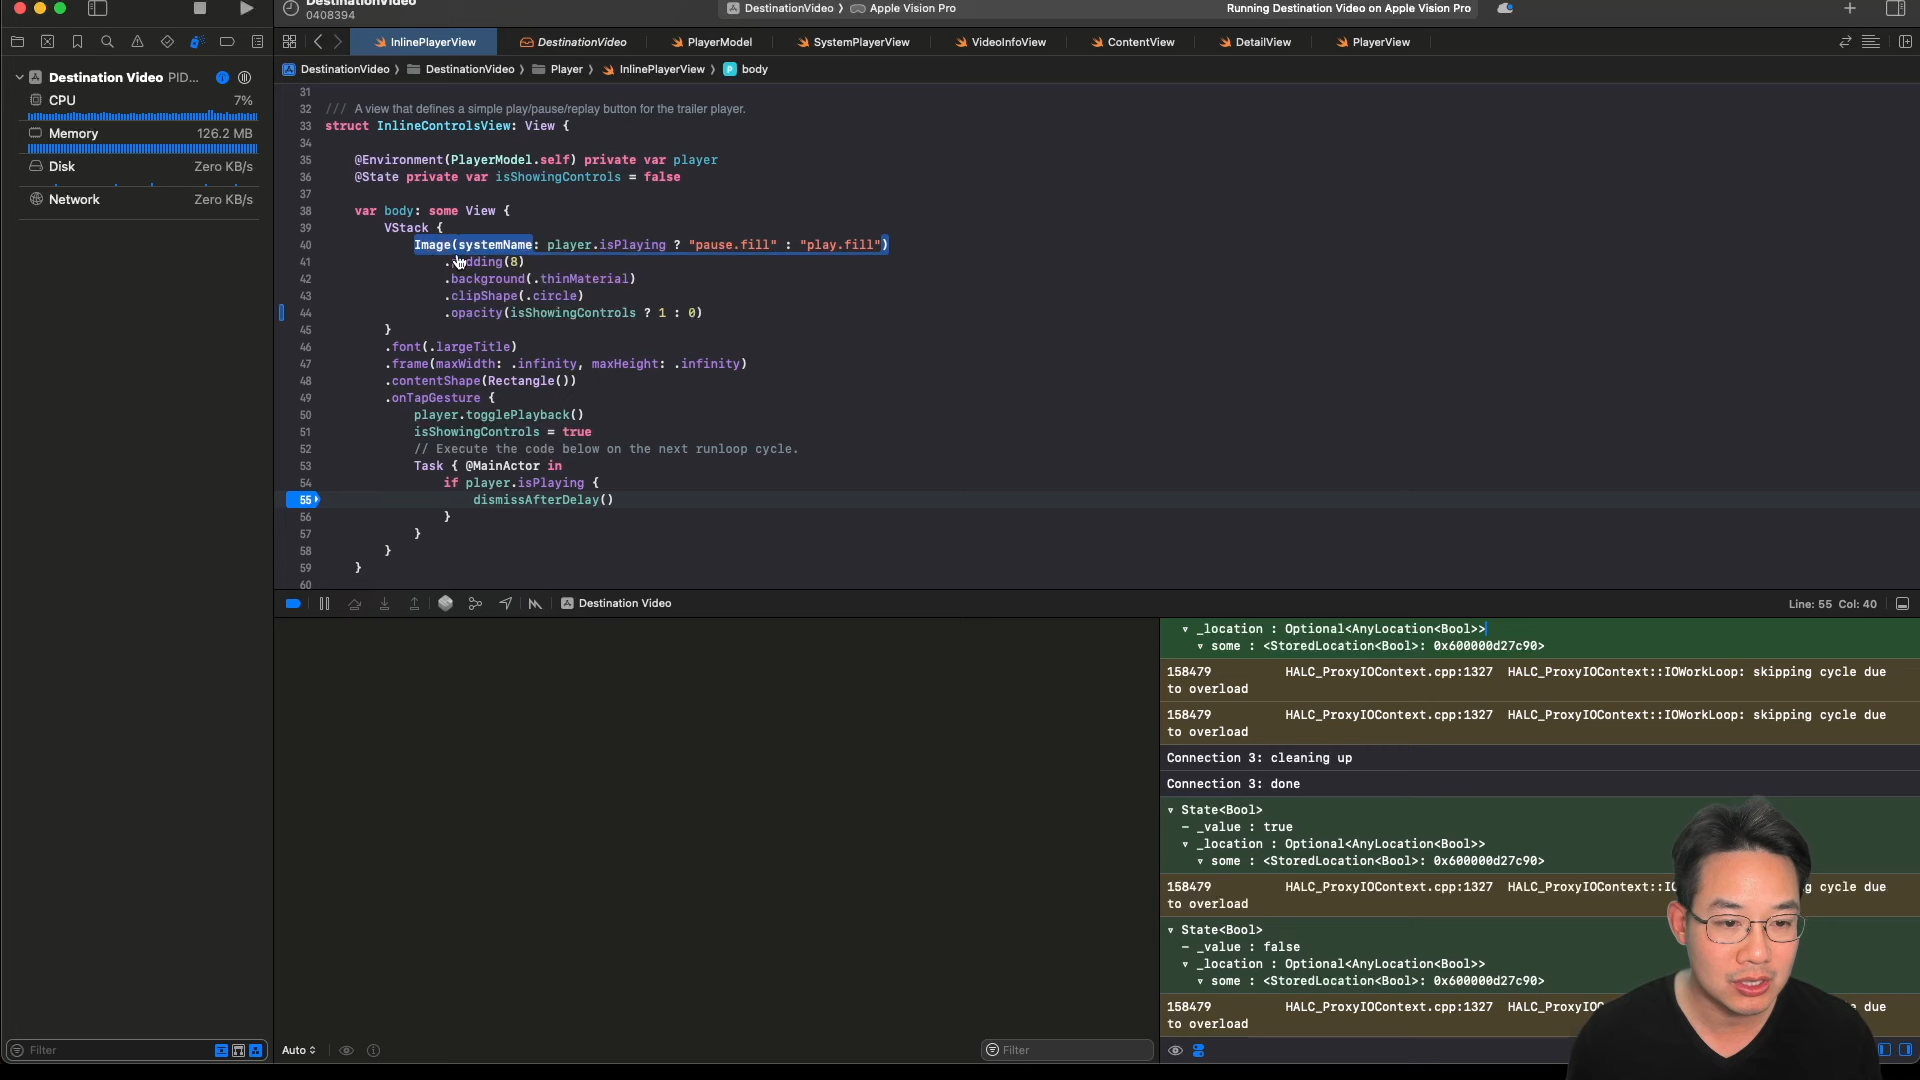 DestinationVideo
0408394
DestinationVideo › Apple Vision Pro
Running Destination Video on Apple Vision Pro
InlinePlayerView
DestinationVideo
PlayerModel
SystemPlayerView
VideoInfoView
ContentView
DetailView
PlayerView
DestinationVideo › DestinationVideo › Player › InlinePlayerView › body
Destination Video PID...
CPU 7%
Memory 126.2 MB
Disk Zero KB/s
Network Zero KB/s
31
32 /// A view that defines a simple play/pause/replay button for the trailer player.
33 struct InlineControlsView: View {
34
35 @Environment(PlayerModel.self) private var player
36 @State private var isShowingControls = false
37
38 var body: some View {
39 VStack {
40 Image(systemName: player.isPlaying ? "pause.fill" : "play.fill")
41 .padding(8)
42 .background(.thinMaterial)
43 .clipShape(.circle)
44 .opacity(isShowingControls ? 1 : 0)
45 }
46 .font(.largeTitle)
47 .frame(maxWidth: .infinity, maxHeight: .infinity)
48 .contentShape(Rectangle())
49 .onTapGesture {
50 player.togglePlayback()
51 isShowingControls = true
52 // Execute the code below on the next runloop cycle.
53 Task { @MainActor in
54 if player.isPlaying {
55 dismissAfterDelay()
56 }
57 }
58 }
59 }
60
Destination Video
Line: 55 Col: 40
_location : Optional<AnyLocation<Bool>>
some : <StoredLocation<Bool>: 0x600000d27c90>
158479 HALC_ProxyIOContext.cpp:1327 HALC_ProxyIOContext::IOWorkLoop: skipping cycle due
to overload
158479 HALC_ProxyIOContext.cpp:1327 HALC_ProxyIOContext::IOWorkLoop: skipping cycle due
to overload
Connection 3: cleaning up
Connection 3: done
State<Bool>
– _value : true
_location : Optional<AnyLocation<Bool>>
some : <StoredLocation<Bool>: 0x600000d27c90>
158479 HALC_ProxyIOContext.cpp:1327 HALC_ProxyIOContext::IO g cycle due
to overload
State<Bool>
– _value : false
_location : Optional<AnyLocation<Bool>>
some : <StoredLocation<Bool>: 0x600000d27c90>
158479 HALC_ProxyIOContext.cpp:1327 HALC_ProxyIOCo e due
to overload
Filter
Auto
Filter